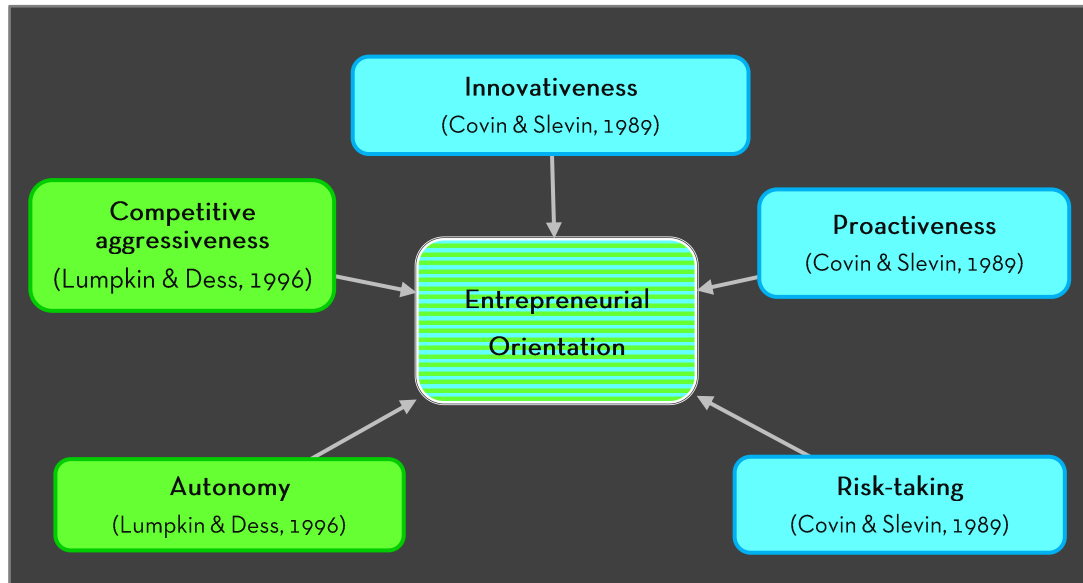 Innovativeness
(Covin & Slevin, 1989)
Competitive
aggressiveness
(Lumpkin & Dess, 1996)
Proactiveness
(Covin & Slevin, 1989)
Entrepreneurial
Orientation
Autonomy
(Lumpkin & Dess, 1996)
Risk-taking
(Covin & Slevin, 1989)